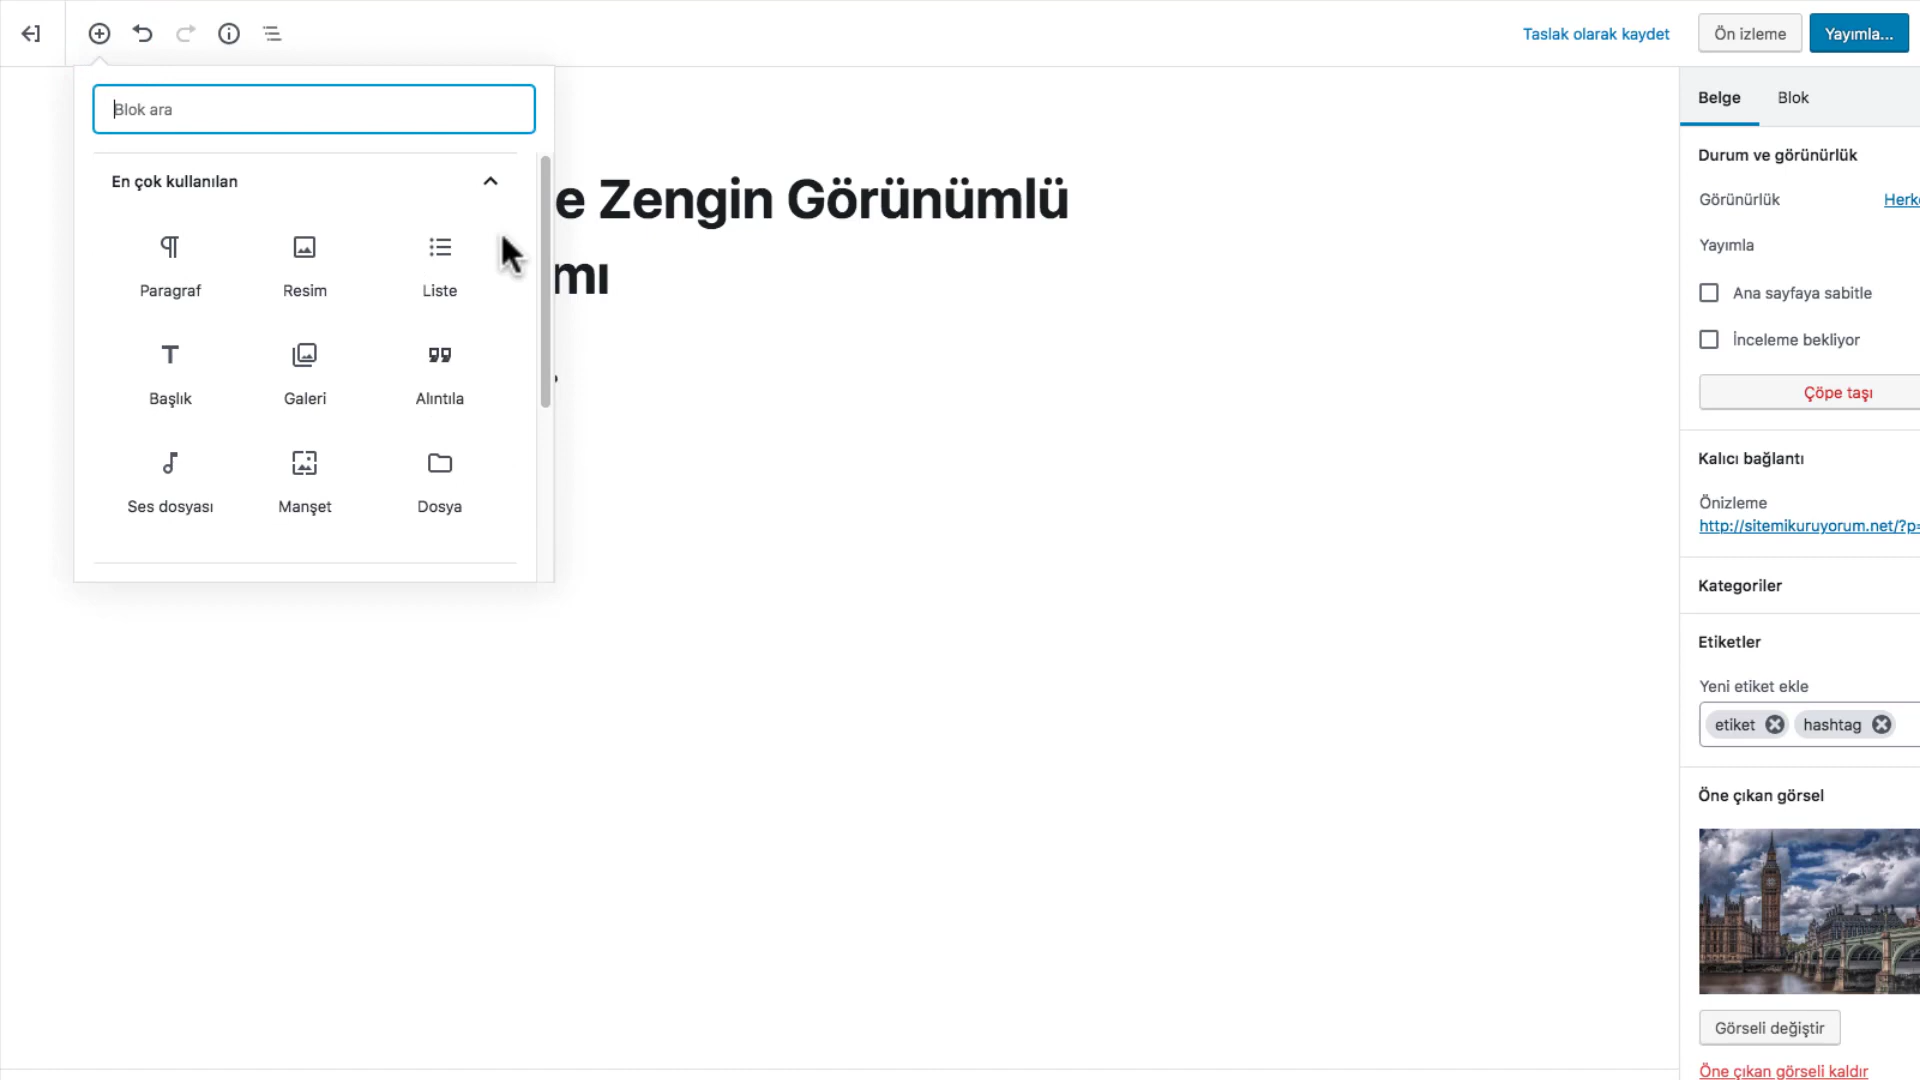 Taslak olarak kaydet
Ön izleme
Yayımla...
Blok ara
En çok kullanılan
Paragraf
Resim
Liste
Başlık
Galeri
Alıntıla
Ses dosyası
Manşet
Dosya
e Zengin Görünümlü
mı
Belge
Blok
Durum ve görünürlük
Görünürlük
Herk
Yayımla
Ana sayfaya sabitle
İnceleme bekliyor
Çöpe taşı
Kalıcı bağlantı
Önizleme
http://sitemikuruyorum.net/?p=
Kategoriler
Etiketler
Yeni etiket ekle
etiket
hashtag
Öne çıkan görsel
Görseli değiştir
Öne çıkan görseli kaldır